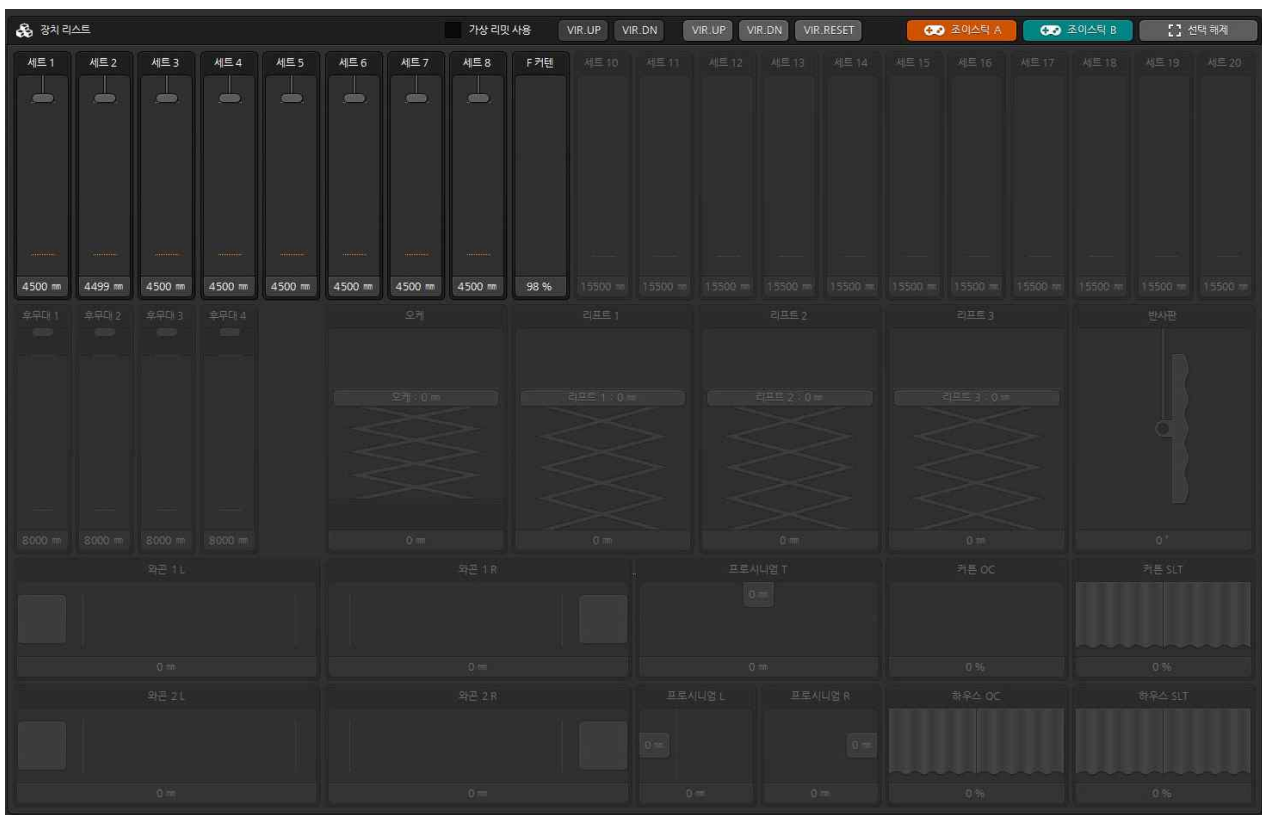 장치 리스트 가상 리밋 사용 VIR.UP VIR.DN VIR.UP VIR.DN VIR.RESET 조이스틱 A 조이스틱 B 선택 해제
세트 1 세트 2 세트 3 세트 4 세트 5 세트 6 세트 7 세트 8 F 커텐 세트 10 세트 11 세트 12 세트 13 세트 14 세트 15 세트 16 세트 17 세트 18 세트 19 세트 20
4500 mm 4499 mm 4500 mm 4500 mm 4500 mm 4500 mm 4500 mm 4500 mm 98 % 15500 mm 15500 mm 15500 mm 15500 mm 15500 mm 15500 mm 15500 mm 15500 mm 15500 mm 15500 mm 15500 mm
후무대 1 후무대 2 후무대 3 후무대 4 오케 리프트 1 리프트 2 리프트 3 반사판
오케 : 0 mm 리프트 1 : 0 mm 리프트 2 : 0 mm 리프트 3 : 0 mm
8000 mm 8000 mm 8000 mm 8000 mm 0 mm 0 mm 0 mm 0 mm 0 °
와곤 1 L 와곤 1 R 프로시니엄 T 커튼 OC 커튼 SLT
0 mm
0 mm 0 mm 0 mm 0 % 0 %
와곤 2 L 와곤 2 R 프로시니엄 L 프로시니엄 R 하우스 OC 하우스 SLT
0 mm 0 mm
0 mm 0 mm 0 mm 0 mm 0 % 0 %